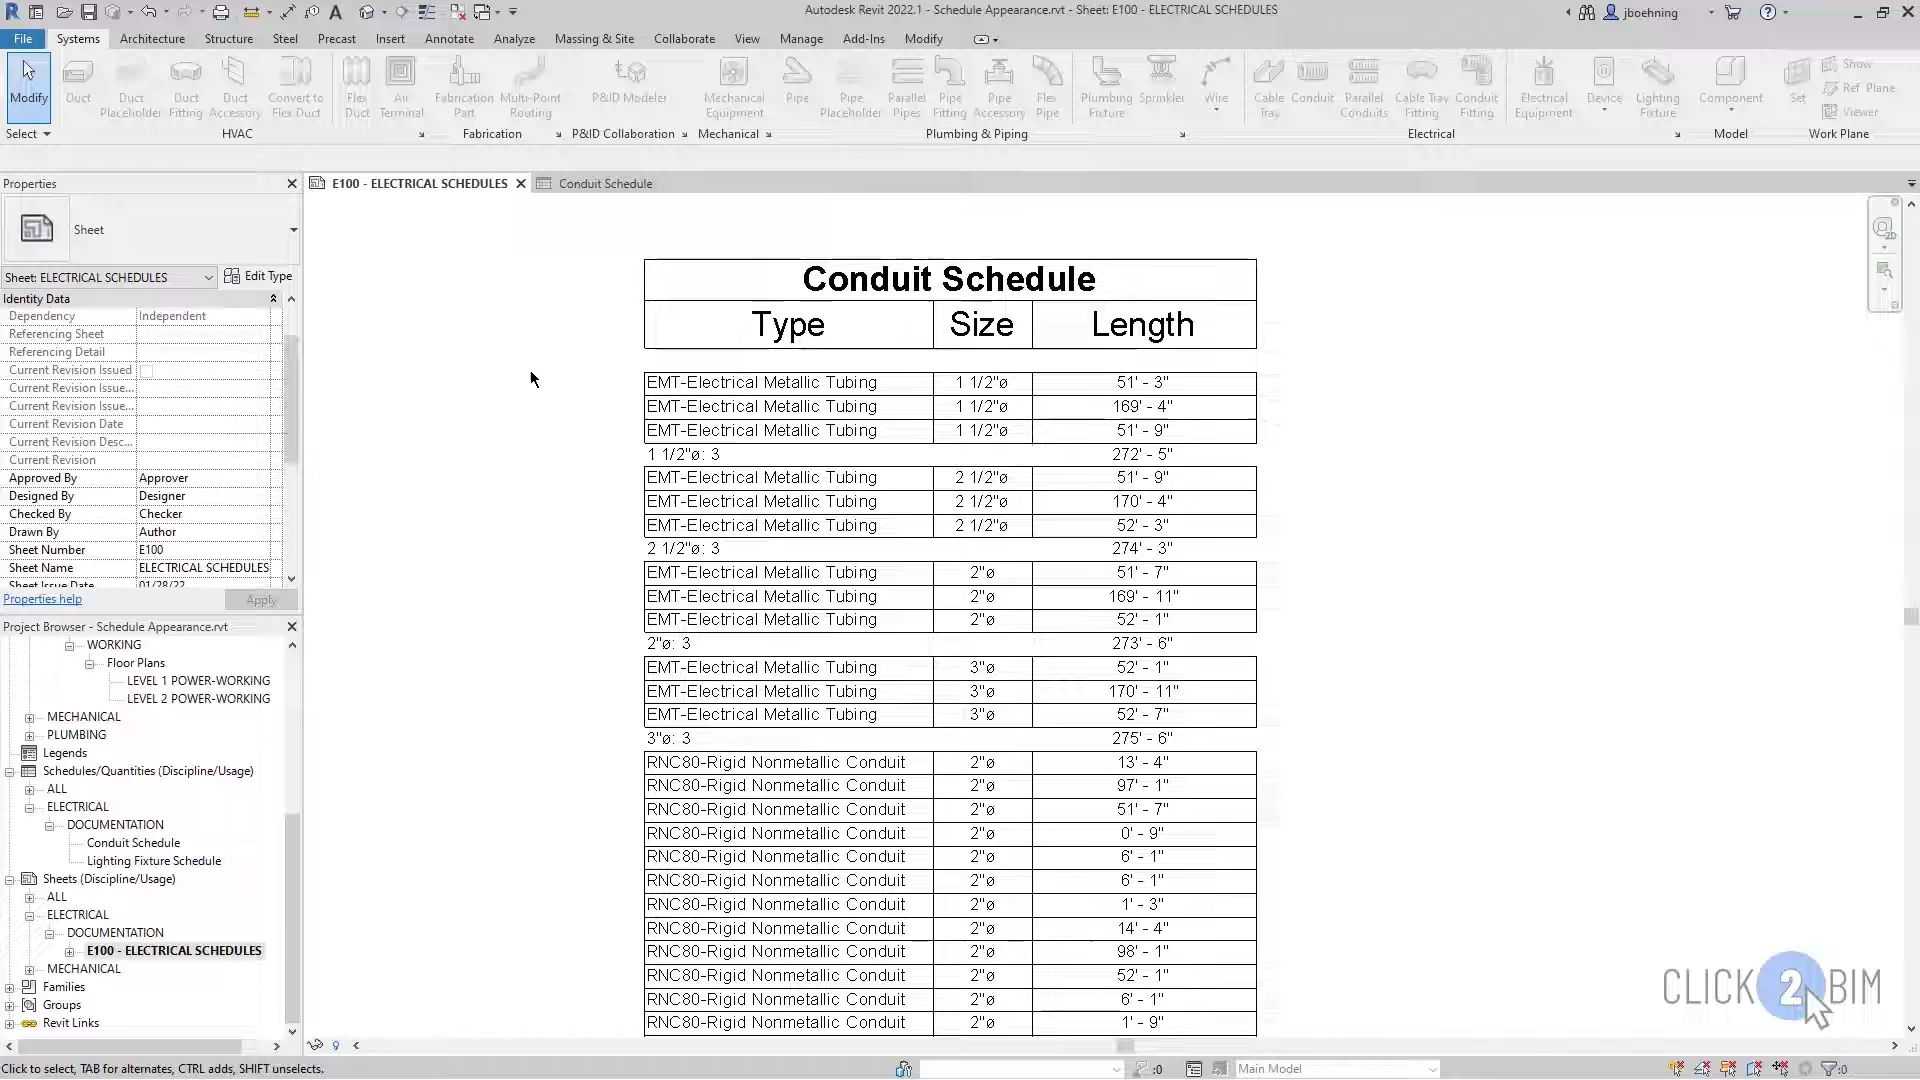 Autodesk Revit 2022.1 - Schedule Appearance.rvt - Sheet: E100 - ELECTRICAL SCHEDULES
jboehning
File Systems Architecture Structure Steel Precast Insert Annotate Analyze Massing & Site Collaborate View Manage Add-Ins Modify
Modify
Duct
Duct Placeholder
Duct Fitting
Duct Accessory
Convert to Flex Duct
Flex Duct
Air Terminal
Fabrication Part
Multi-Point Routing
P&ID Modeler
Mechanical Equipment
Pipe
Pipe Placeholder
Parallel Pipes
Pipe Fitting
Pipe Accessory
Flex Pipe
Plumbing Fixture
Sprinkler
Wire
Cable Tray
Conduit
Parallel Conduits
Cable Tray Fitting
Conduit Fitting
Electrical Equipment
Device
Lighting Fixture
Component
Set
Show
Ref Plane
Viewer
Select HVAC Fabrication P&ID Collaboration Mechanical Plumbing & Piping Electrical Model Work Plane
Properties
Sheet
Sheet: ELECTRICAL SCHEDULES Edit Type
Identity Data
Dependency Independent
Referencing Sheet
Referencing Detail
Current Revision Issued
Current Revision Issue...
Current Revision Issue...
Current Revision Date
Current Revision Desc...
Current Revision
Approved By Approver
Designed By Designer
Checked By Checker
Drawn By Author
Sheet Number E100
Sheet Name ELECTRICAL SCHEDULES
Sheet Issue Date 01/28/22
Properties help Apply
Project Browser - Schedule Appearance.rvt
WORKING
Floor Plans
LEVEL 1 POWER-WORKING
LEVEL 2 POWER-WORKING
MECHANICAL
PLUMBING
Legends
Schedules/Quantities (Discipline/Usage)
ALL
ELECTRICAL
DOCUMENTATION
Conduit Schedule
Lighting Fixture Schedule
Sheets (Discipline/Usage)
ALL
ELECTRICAL
DOCUMENTATION
E100 - ELECTRICAL SCHEDULES
MECHANICAL
Families
Groups
Revit Links
E100 - ELECTRICAL SCHEDULES Conduit Schedule
Conduit Schedule
Type Size Length
EMT-Electrical Metallic Tubing 1 1/2"ø 51' - 3"
EMT-Electrical Metallic Tubing 1 1/2"ø 169' - 4"
EMT-Electrical Metallic Tubing 1 1/2"ø 51' - 9"
1 1/2"ø: 3 272' - 5"
EMT-Electrical Metallic Tubing 2 1/2"ø 51' - 9"
EMT-Electrical Metallic Tubing 2 1/2"ø 170' - 4"
EMT-Electrical Metallic Tubing 2 1/2"ø 52' - 3"
2 1/2"ø: 3 274' - 3"
EMT-Electrical Metallic Tubing 2"ø 51' - 7"
EMT-Electrical Metallic Tubing 2"ø 169' - 11"
EMT-Electrical Metallic Tubing 2"ø 52' - 1"
2"ø: 3 273' - 6"
EMT-Electrical Metallic Tubing 3"ø 52' - 1"
EMT-Electrical Metallic Tubing 3"ø 170' - 11"
EMT-Electrical Metallic Tubing 3"ø 52' - 7"
3"ø: 3 275' - 6"
RNC80-Rigid Nonmetallic Conduit 2"ø 13' - 4"
RNC80-Rigid Nonmetallic Conduit 2"ø 97' - 1"
RNC80-Rigid Nonmetallic Conduit 2"ø 51' - 7"
RNC80-Rigid Nonmetallic Conduit 2"ø 0' - 9"
RNC80-Rigid Nonmetallic Conduit 2"ø 6' - 1"
RNC80-Rigid Nonmetallic Conduit 2"ø 6' - 1"
RNC80-Rigid Nonmetallic Conduit 2"ø 1' - 3"
RNC80-Rigid Nonmetallic Conduit 2"ø 14' - 4"
RNC80-Rigid Nonmetallic Conduit 2"ø 98' - 1"
RNC80-Rigid Nonmetallic Conduit 2"ø 52' - 1"
RNC80-Rigid Nonmetallic Conduit 2"ø 6' - 1"
RNC80-Rigid Nonmetallic Conduit 2"ø 1' - 9"
CLICK 2 BIM
Click to select, TAB for alternates, CTRL adds, SHIFT unselects. :0 Main Model :0